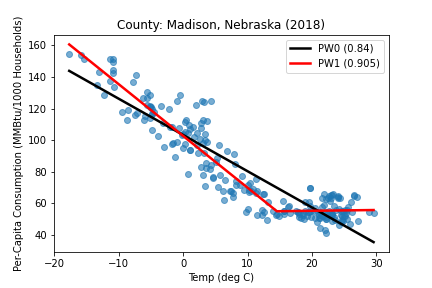 County: Madison, Nebraska (2018)
Per-Capita Consumption (MMBtu/1000 Households)
160
140
120
100
80
60
40
PW0 (0.84)
PW1 (0.905)
−20 −10 0 10 20 30
Temp (deg C)